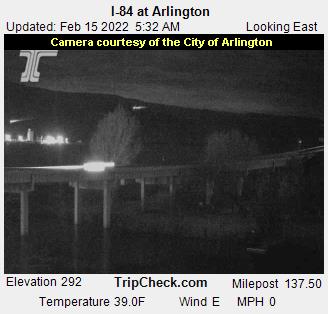 I-84 at Arlington
Updated: Feb 15 2022 5:32 AM Looking East
Camera courtesy of the City of Arlington
Elevation 292 TripCheck.com Milepost 137.50
Temperature 39.0F Wind E MPH 0